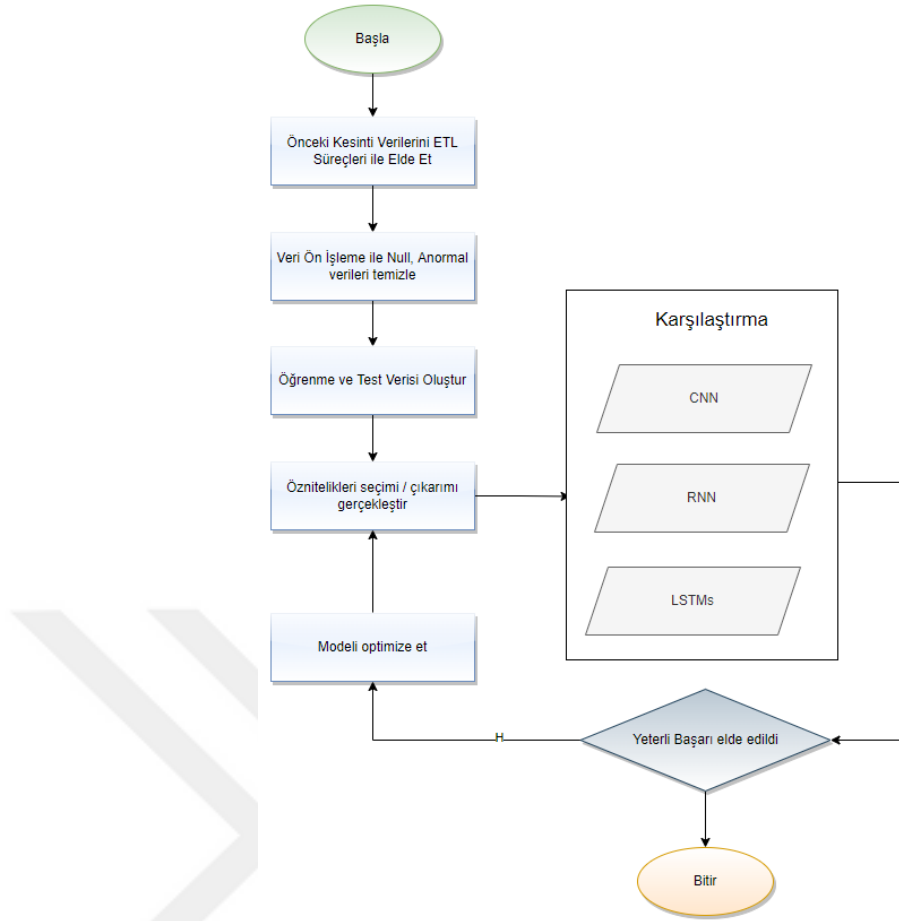 Başla
Önceki Kesinti Verilerini ETL
Süreçleri ile Elde Et
Veri Ön İşleme ile Null, Anormal
verileri temizle
Öğrenme ve Test Verisi Oluştur
Öznitelikleri seçimi / çıkarımı
gerçekleştir
Karşılaştırma
CNN
RNN
LSTMs
Modeli optimize et
H
Yeterli Başarı elde edildi
Bitir